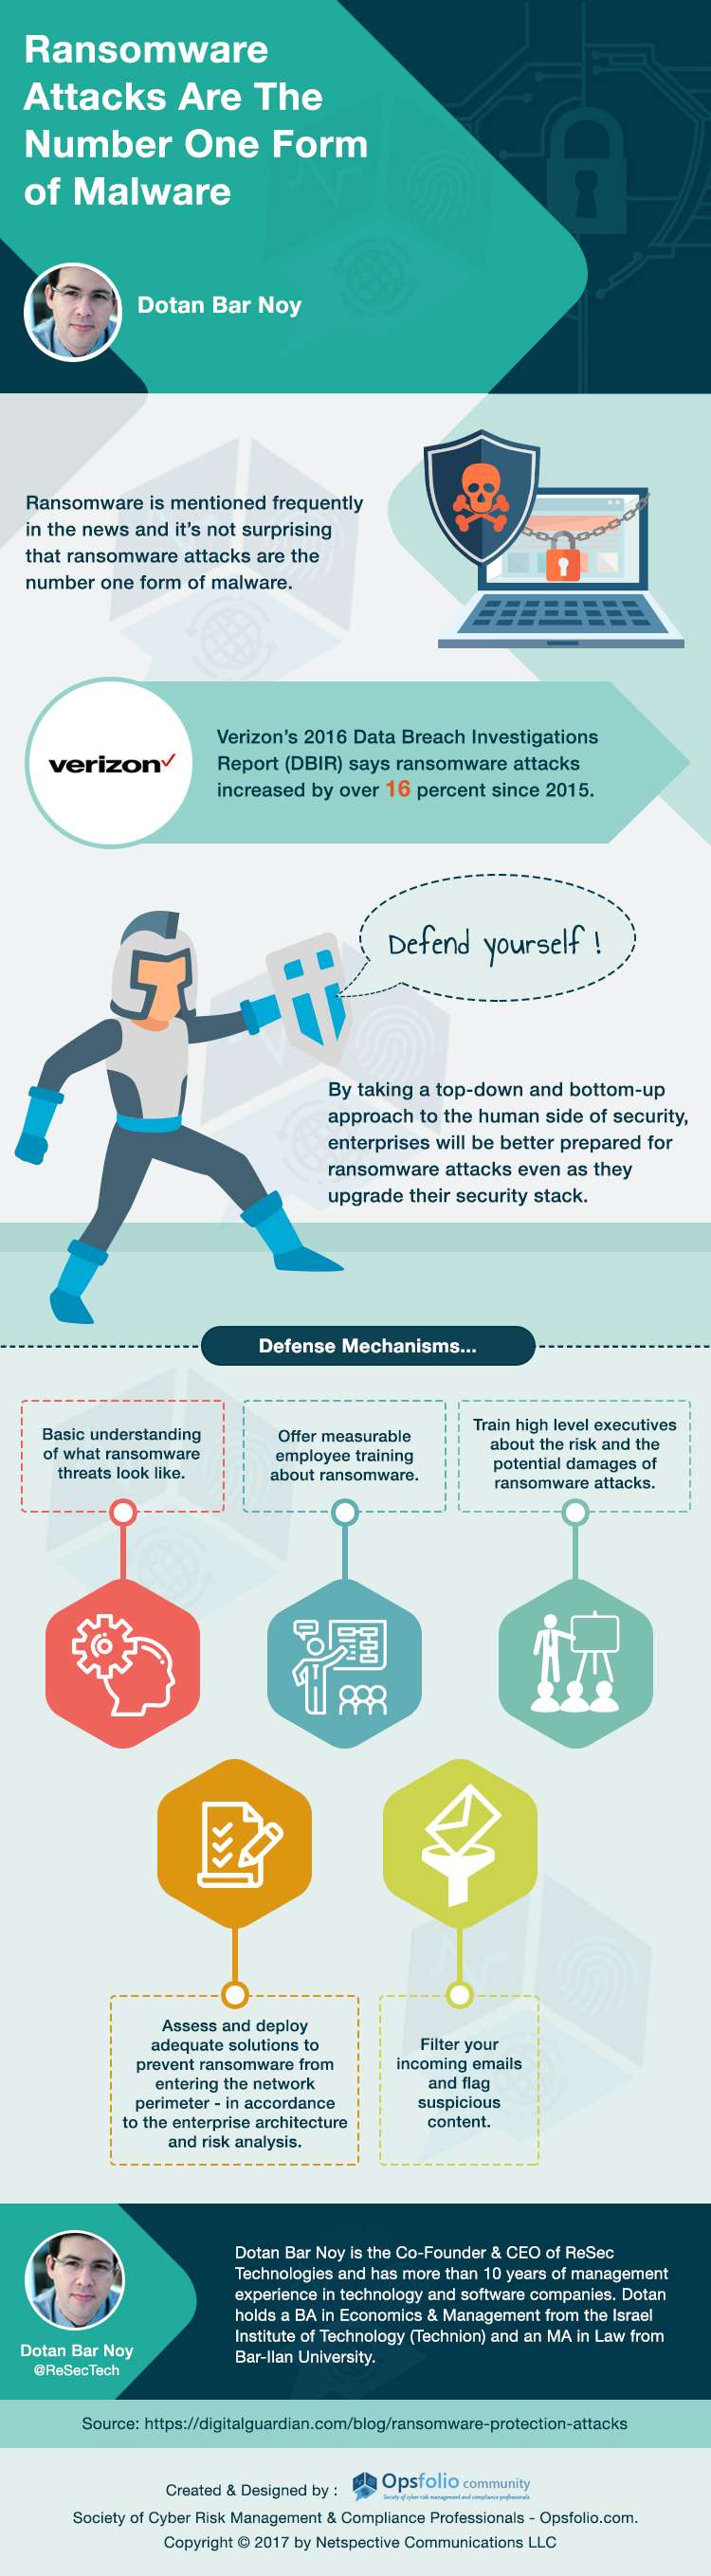 Ransomware
Attacks Are The
Number One Form
of Malware
Dotan Bar Noy
Ransomware is mentioned frequently
in the news and it's not surprising
that ransomware attacks are the
number one form of malware.
verizon
Verizon's 2016 Data Breach Investigations
Report (DBIR) says ransomware attacks
increased by over 16 percent since 2015.
Defend yourself !
By taking a top-down and bottom-up
approach to the human side of security,
enterprises will be better prepared for
ransomware attacks even as they
upgrade their security stack.
Defense Mechanisms...
Basic understanding
of what ransomware
threats look like.
Offer measurable
employee training
about ransomware.
Train high level executives
about the risk and the
potential damages of
ransomware attacks.
Assess and deploy
adequate solutions to
prevent ransomware from
entering the network
perimeter - in accordance
to the enterprise architecture
and risk analysis.
Filter your
incoming emails
and flag
suspicious
content.
Dotan Bar Noy
@ReSecTech
Dotan Bar Noy is the Co-Founder & CEO of ReSec
Technologies and has more than 10 years of management
experience in technology and software companies. Dotan
holds a BA in Economics & Management from the Israel
Institute of Technology (Technion) and an MA in Law from
Bar-Ilan University.
Source: https://digitalguardian.com/blog/ransomware-protection-attacks
Created & Designed by :
Opsfolio community
Society of cyber risk management and compliance professionals
Society of Cyber Risk Management & Compliance Professionals - Opsfolio.com.
Copyright © 2017 by Netspective Communications LLC